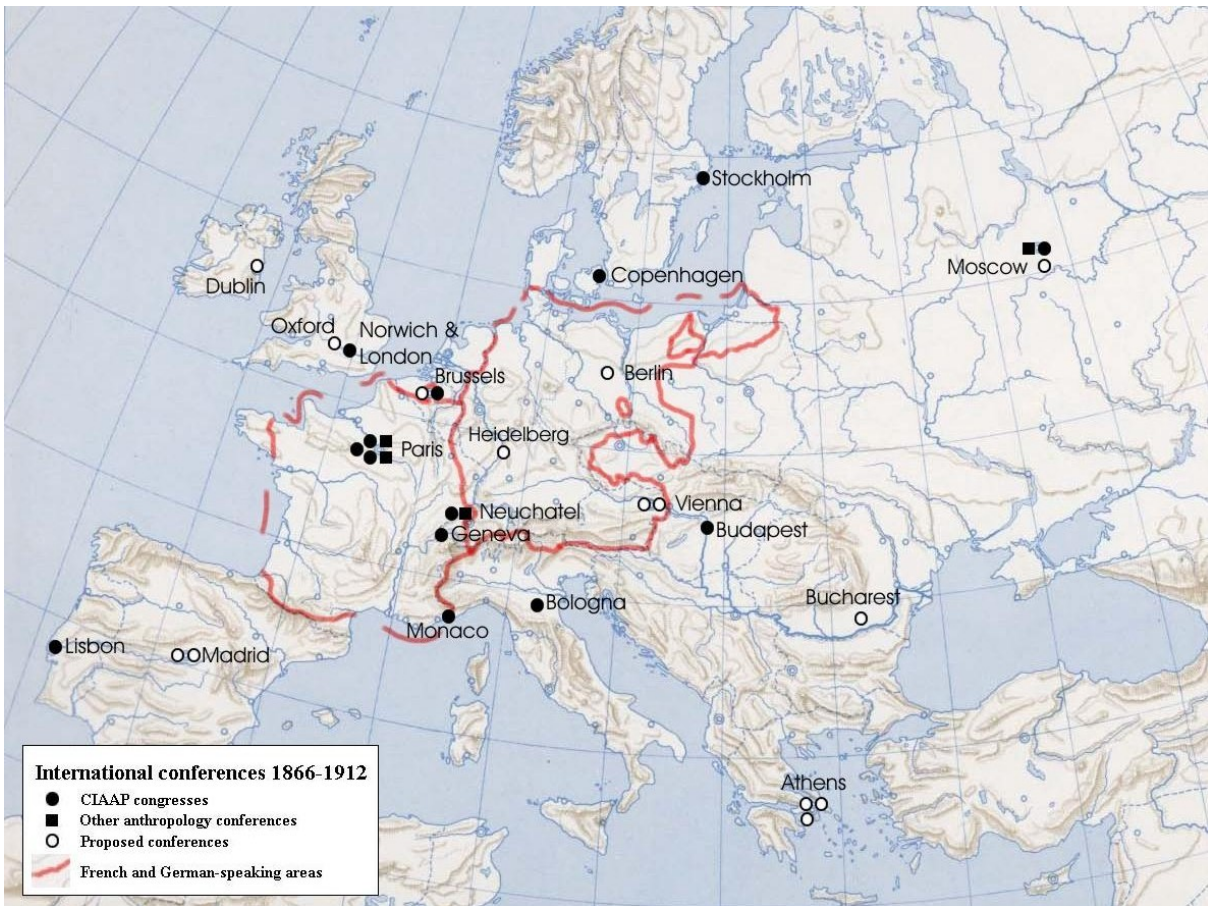 Stockholm
Copenhagen
Moscow
Dublin
Oxford
Norwich &
London
Brussels
Berlin
Heidelberg
Paris
Neuchatel
Vienna
Geneva
Budapest
Bologna
Bucharest
Monaco
Lisbon
Madrid
Athens
International conferences 1866-1912
CIAAP congresses
Other anthropology conferences
Proposed conferences
French and German-speaking areas